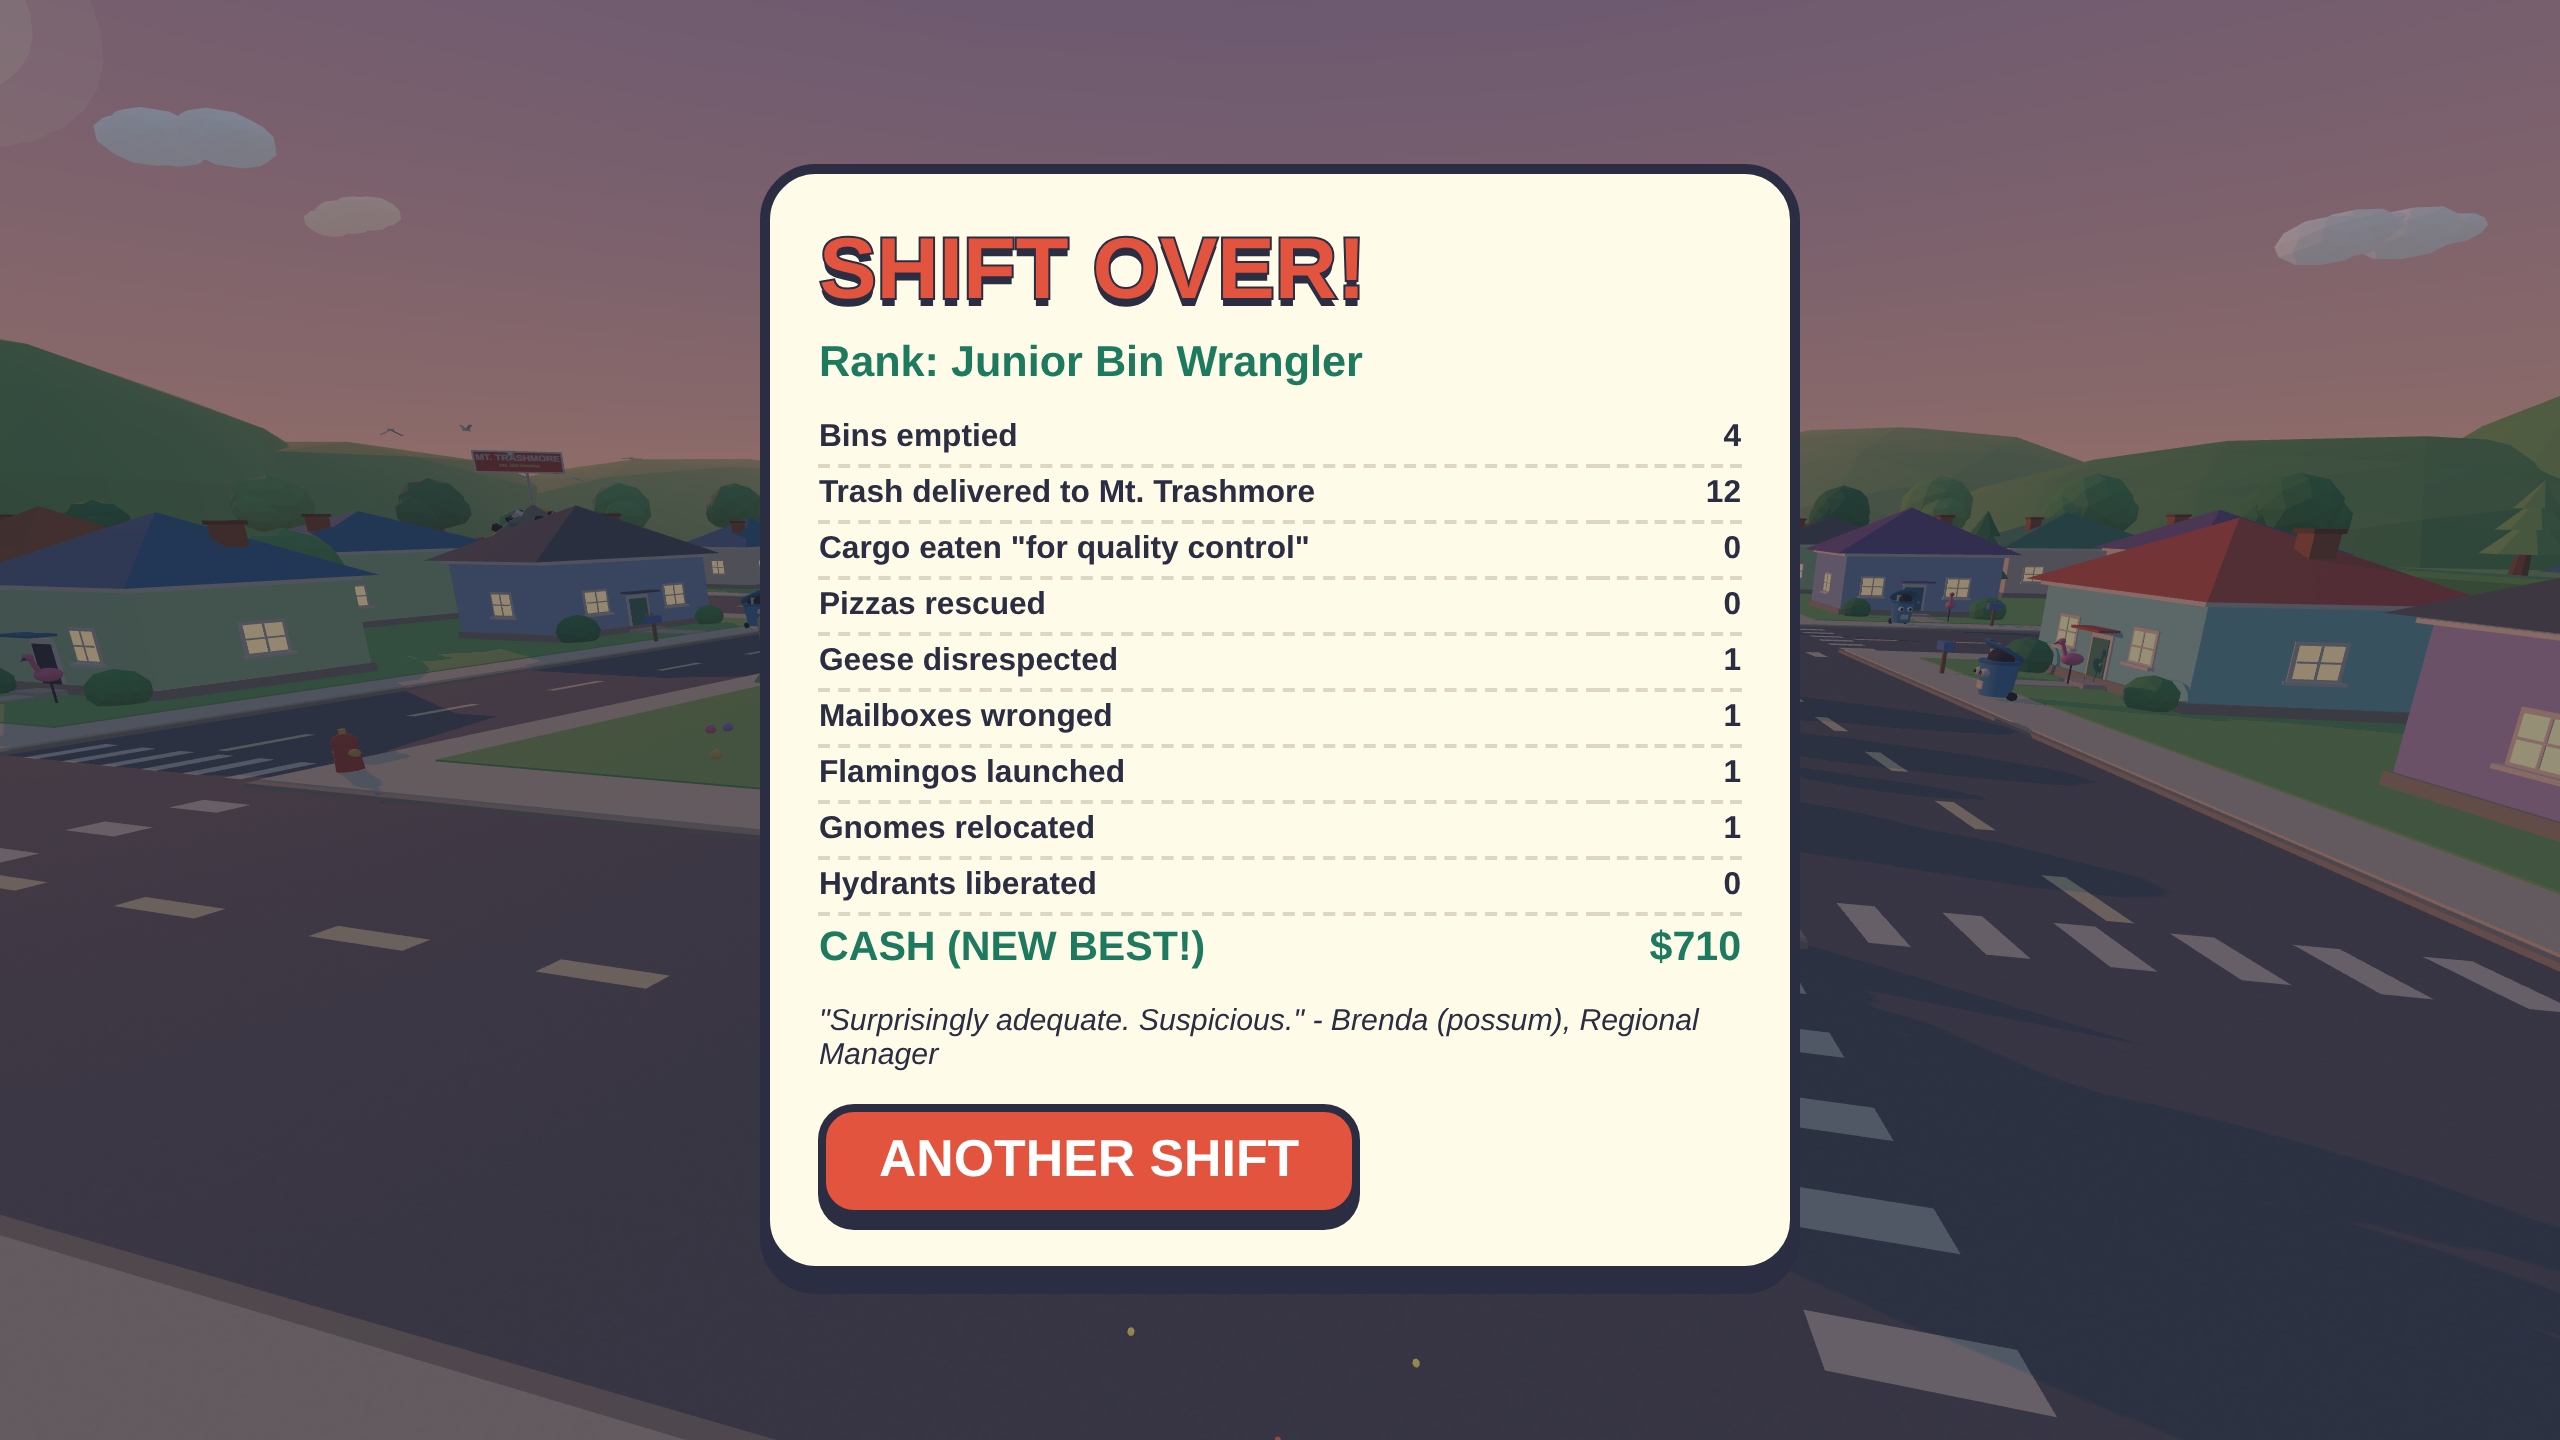 MT. TRASHMORE
SHIFT OVER!
Rank: Junior Bin Wrangler
Bins emptied 4
Trash delivered to Mt. Trashmore 12
Cargo eaten "for quality control" 0
Pizzas rescued 0
Geese disrespected 1
Mailboxes wronged 1
Flamingos launched 1
Gnomes relocated 1
Hydrants liberated 0
CASH (NEW BEST!) $710
"Surprisingly adequate. Suspicious." - Brenda (possum), Regional
Manager
ANOTHER SHIFT